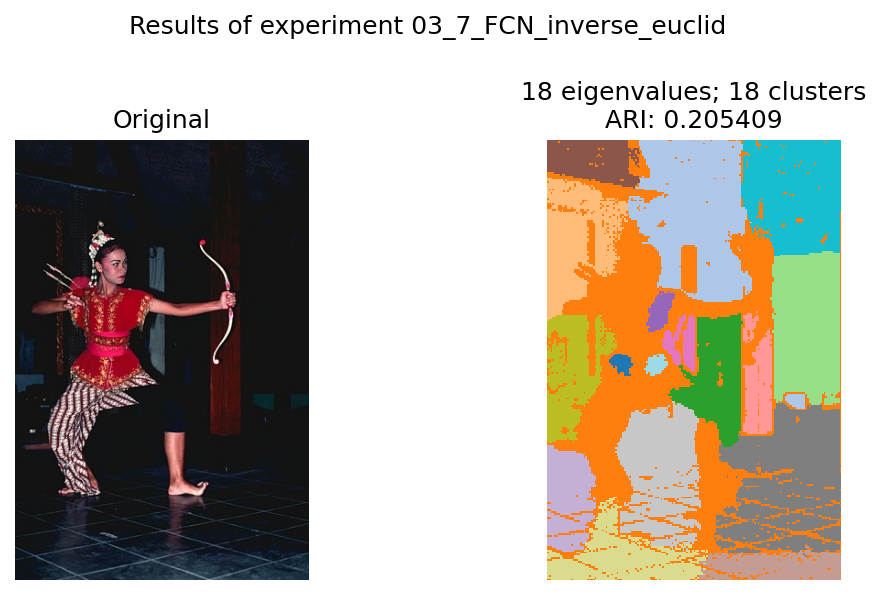 Results of experiment 03_7_FCN_inverse_euclid
Original
18 eigenvalues; 18 clusters
ARI: 0.205409